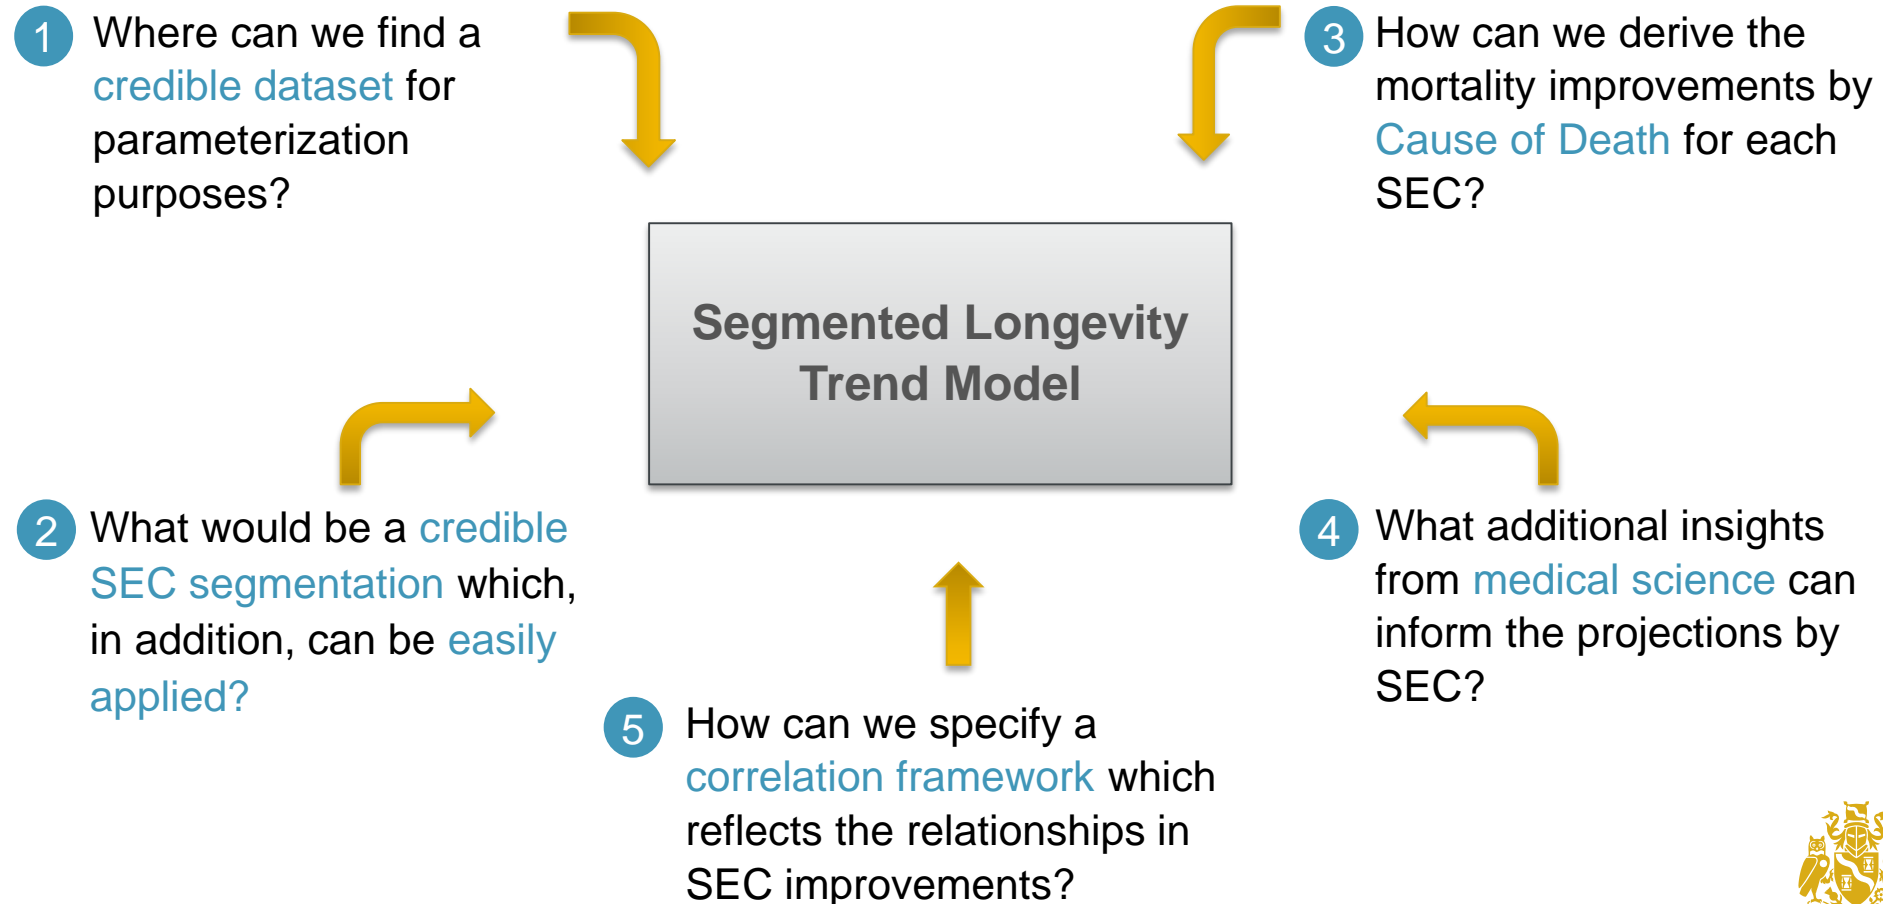 1
Where can we find a
credible dataset for
parameterization
purposes?
2
What would be a credible
SEC segmentation which,
in addition, can be easily
applied?
3
How can we derive the
mortality improvements by
Cause of Death for each
SEC?
4
What additional insights
from medical science can
inform the projections by
SEC?
5
How can we specify a
correlation framework which
reflects the relationships in
SEC improvements?
Segmented Longevity
Trend Model